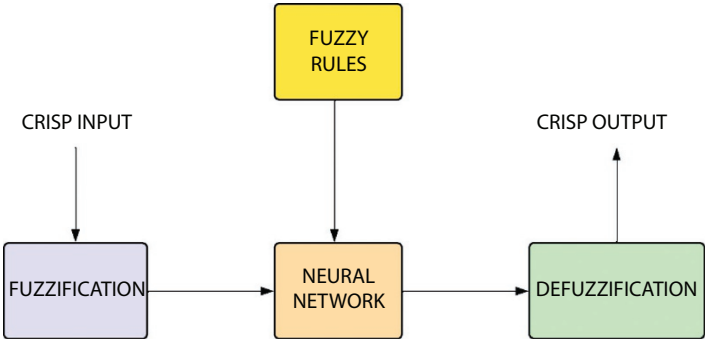 FUZZY
RULES
CRISP INPUT
CRISP OUTPUT
FUZZIFICATION
NEURAL
NETWORK
DEFUZZIFICATION